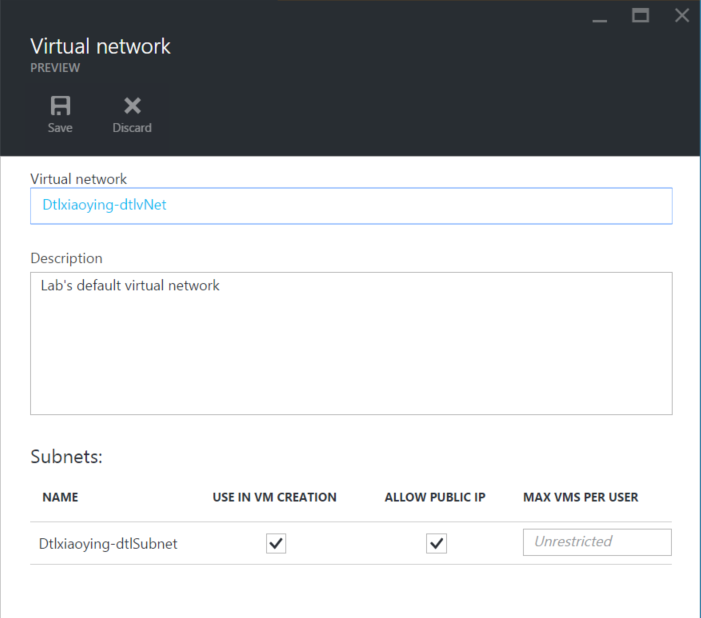 Virtual network
PREVIEW
Save Discard
Virtual network
Dtlxiaoying-dtlvNet
Description
Lab's default virtual network
Subnets:
NAME USE IN VM CREATION ALLOW PUBLIC IP MAX VMS PER USER
Dtlxiaoying-dtlSubnet Unrestricted